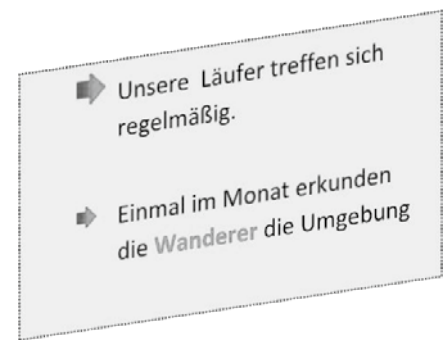 Unsere Läufer treffen sich
regelmäßig.
Einmal im Monat erkunden
die Wanderer die Umgebung